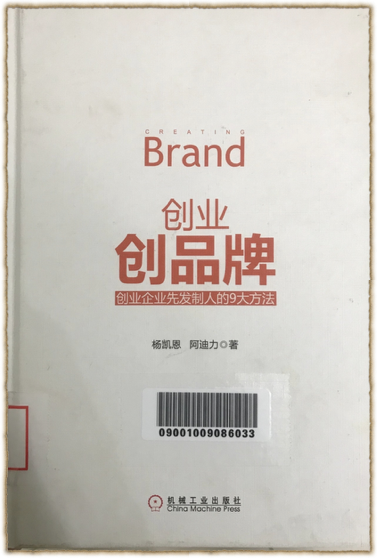 CREATING
Brand
创业
创品牌
创业企业先发制人的9大方法
杨凯恩 阿迪力◎著
09001009086033
机械工业出版社
China Machine Press